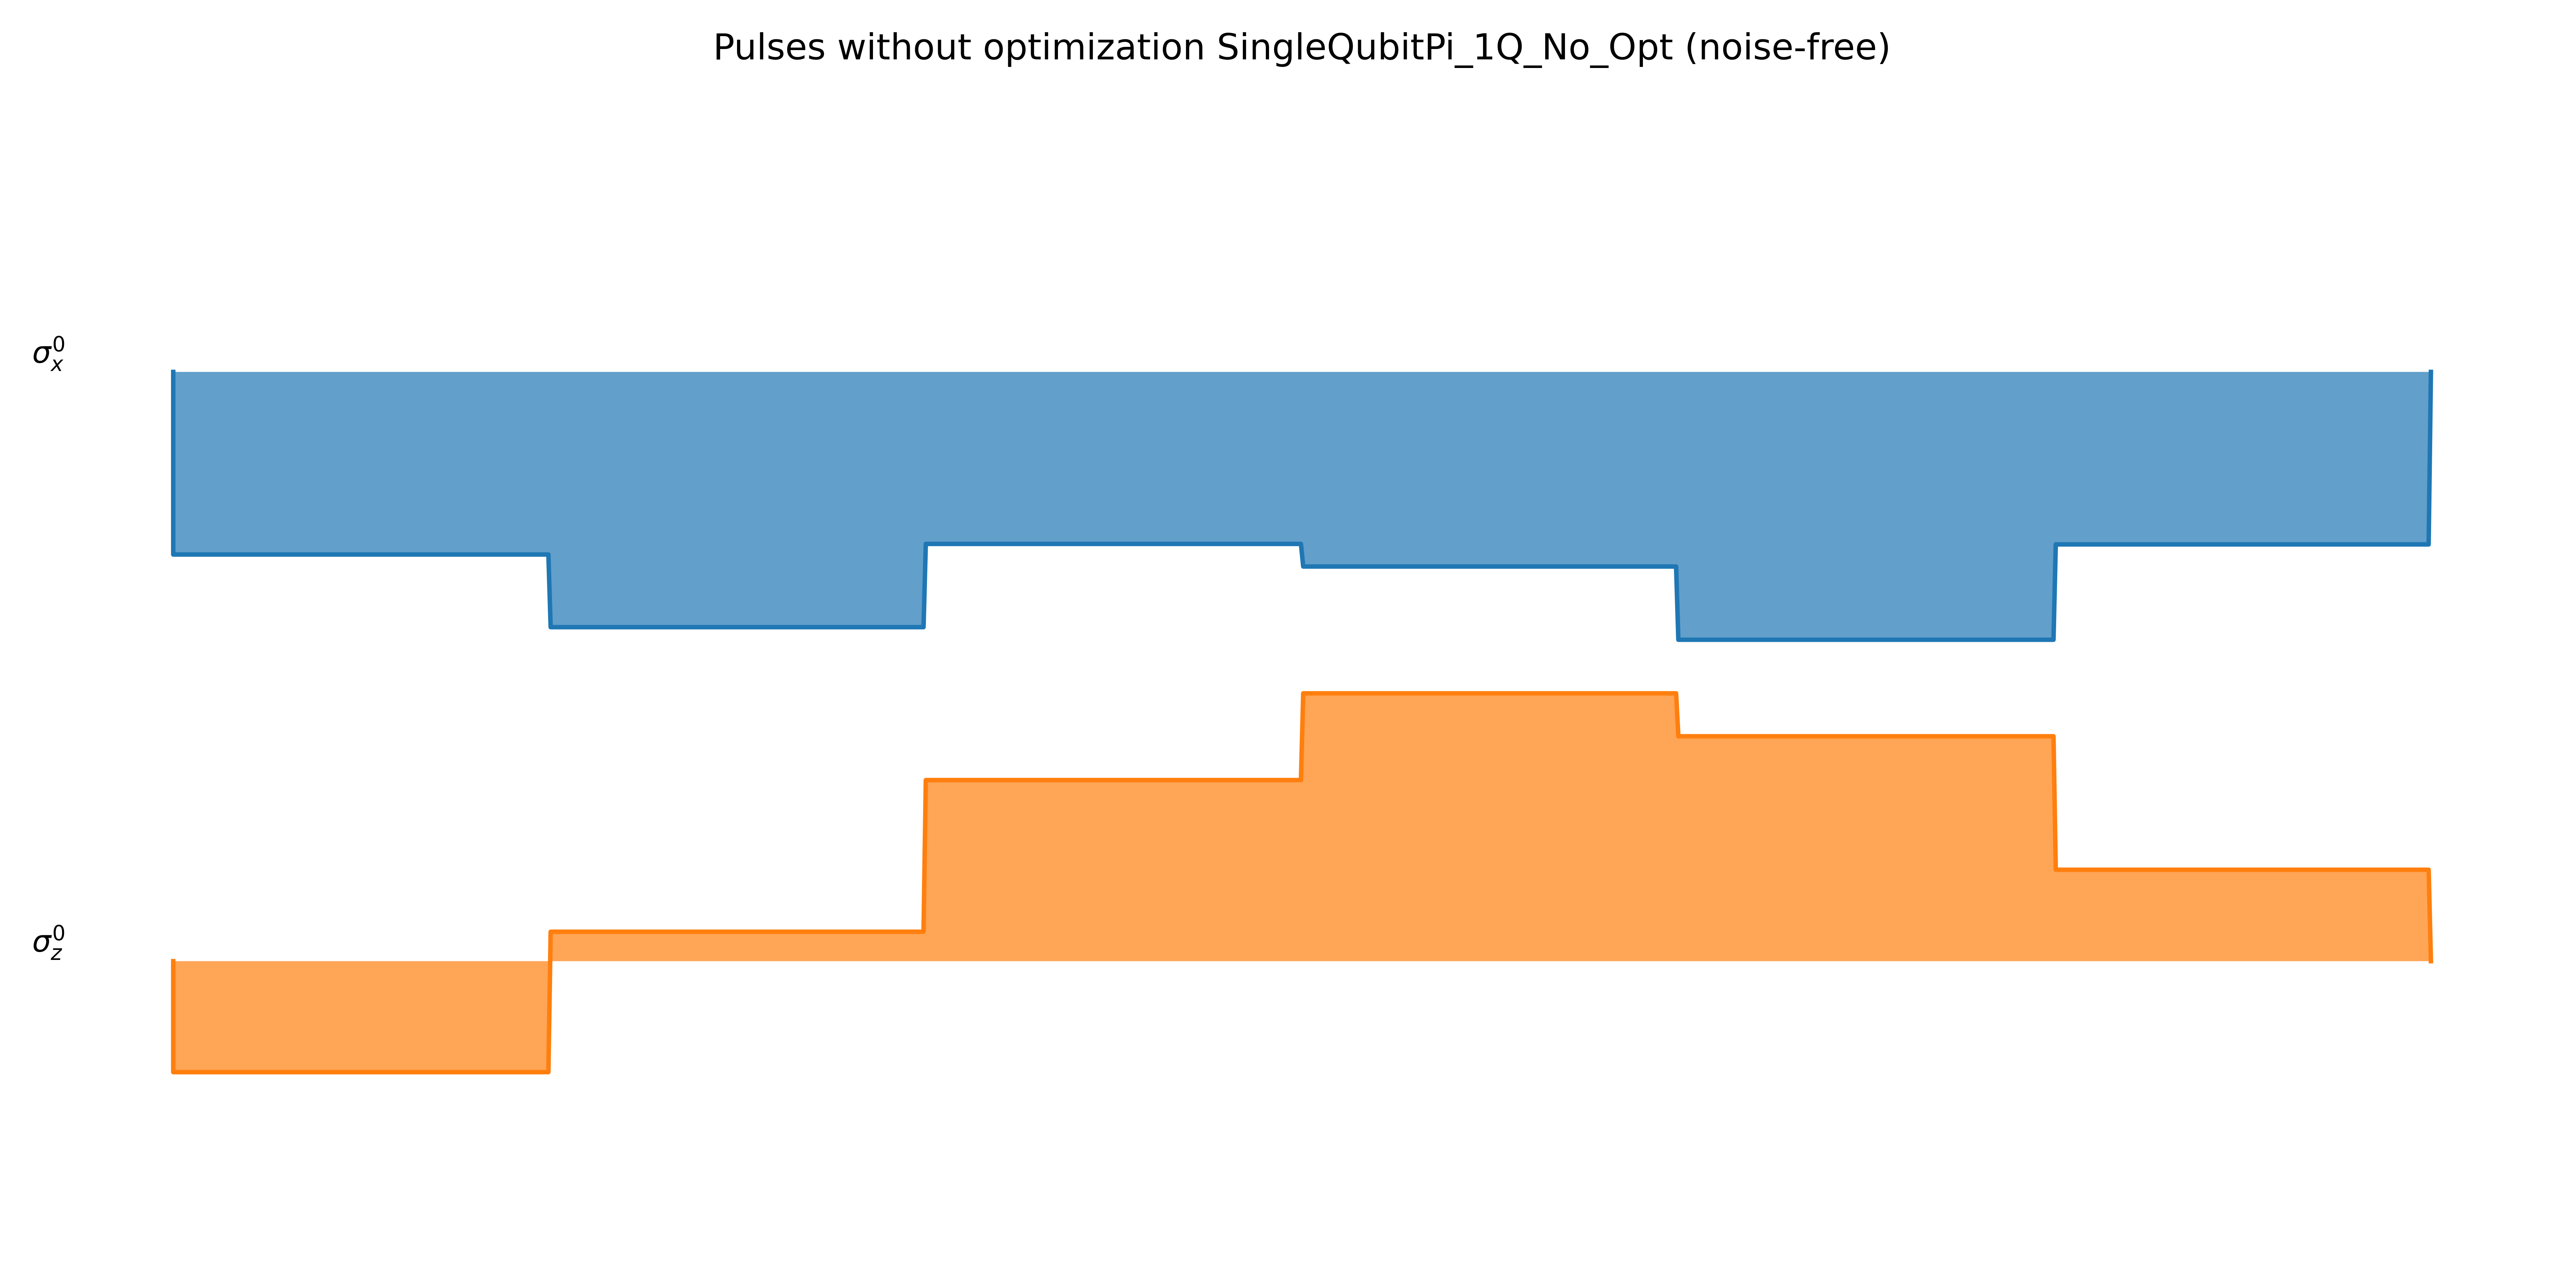 Pulses without optimization SingleQubitPi_1Q_No_Opt (noise-free)
σ_x^0
σ_z^0